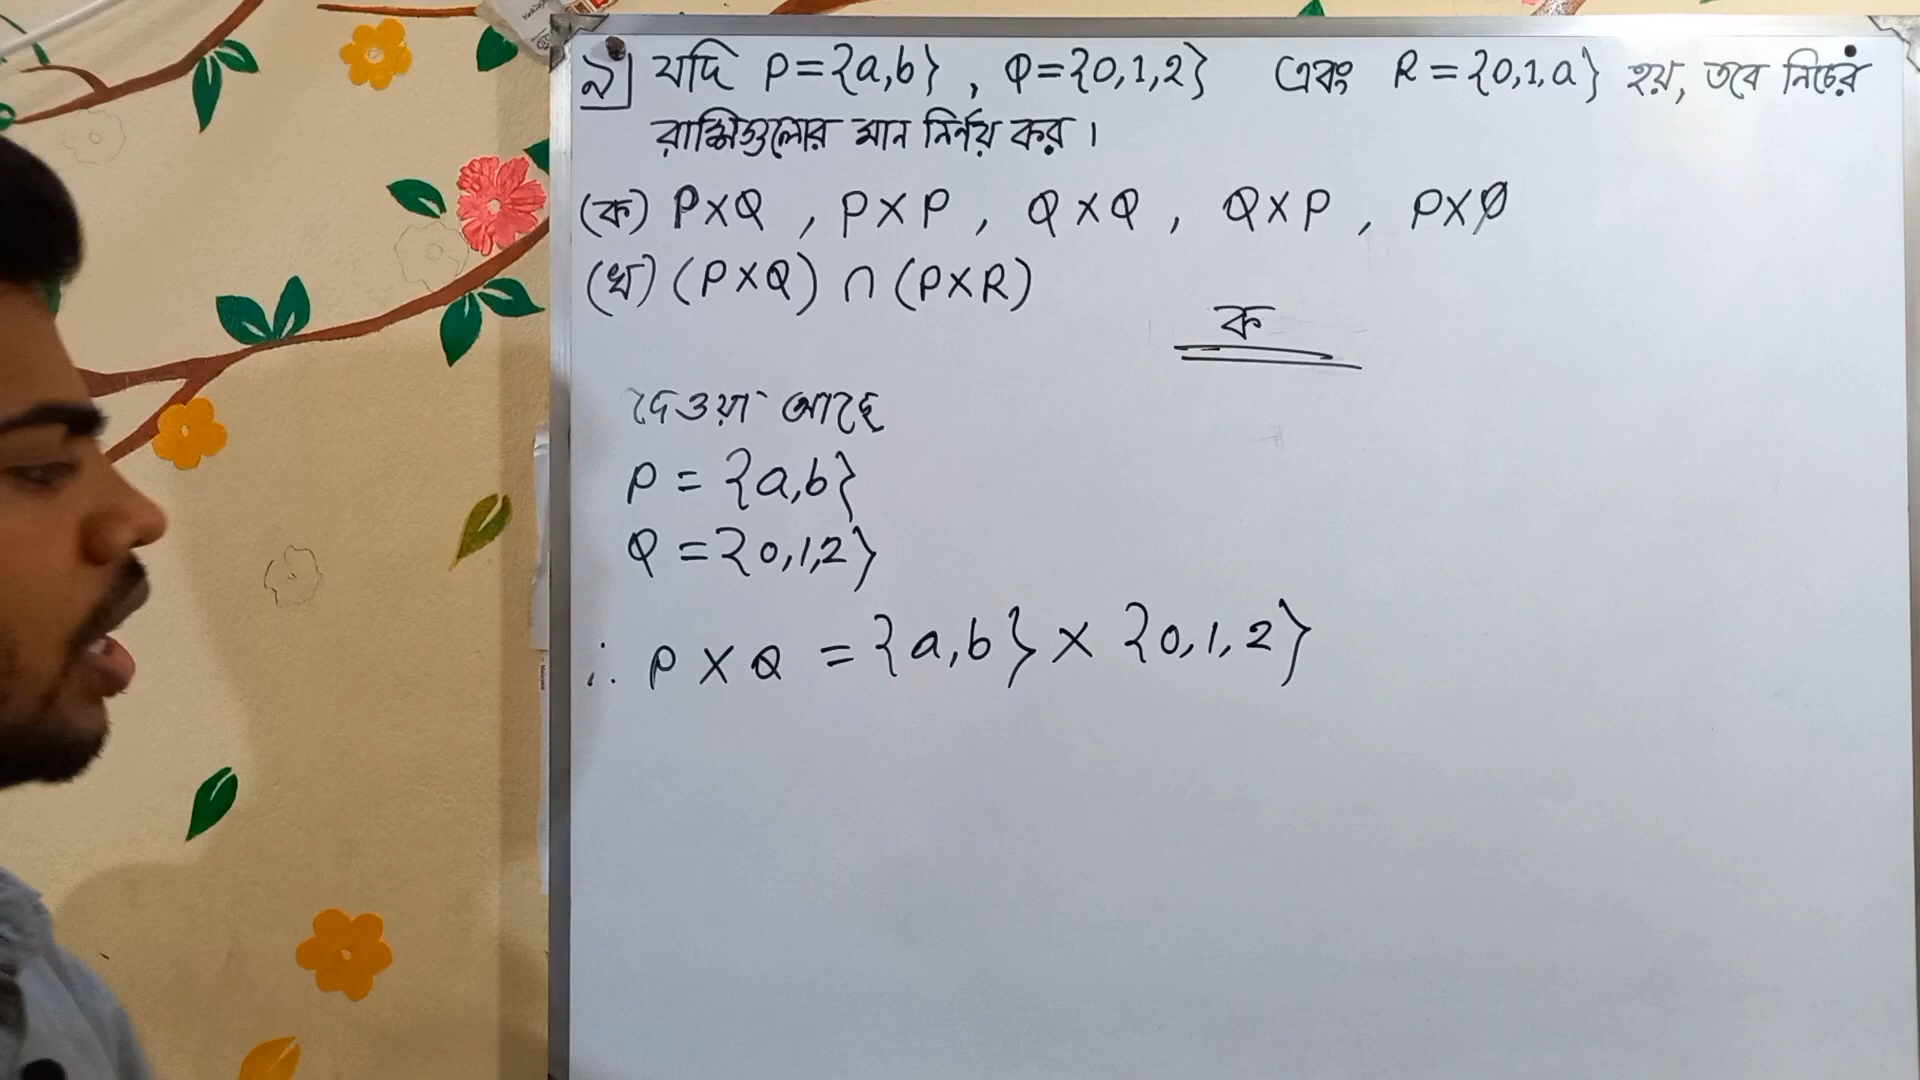 ৯] যদি P={a,b} , Q={0,1,2} এবং R={0,1,a} হয়, তবে নিচের
রাশিগুলোর মান নির্ণয় কর ।
(ক) P×Q , P×P , Q×Q , Q×P , P×∅
(খ) (P×Q) ∩ (P×R)
ক
দেওয়া আছে
P = {a,b}
Q = {0,1,2}
∴ P × Q = {a,b} × {0,1,2}